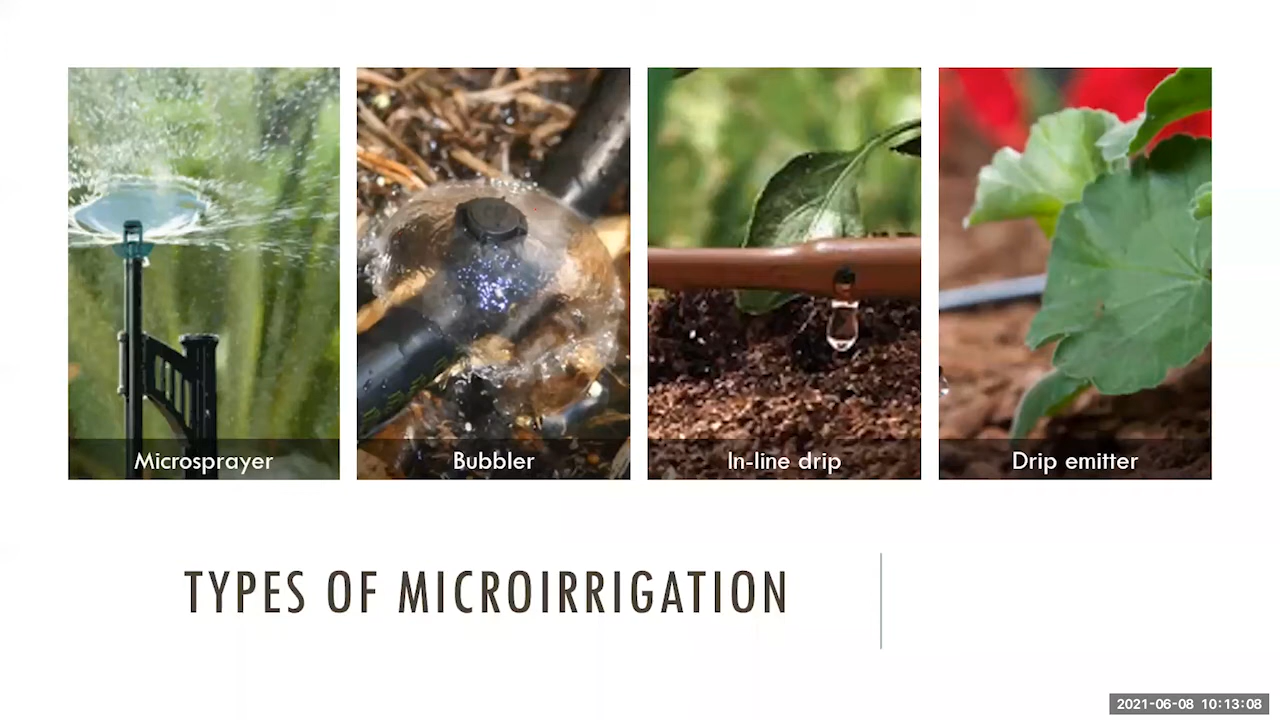 Microsprayer
Bubbler
In-line drip
Drip emitter
TYPES OF MICROIRRIGATION
2021-06-08 10:13:08